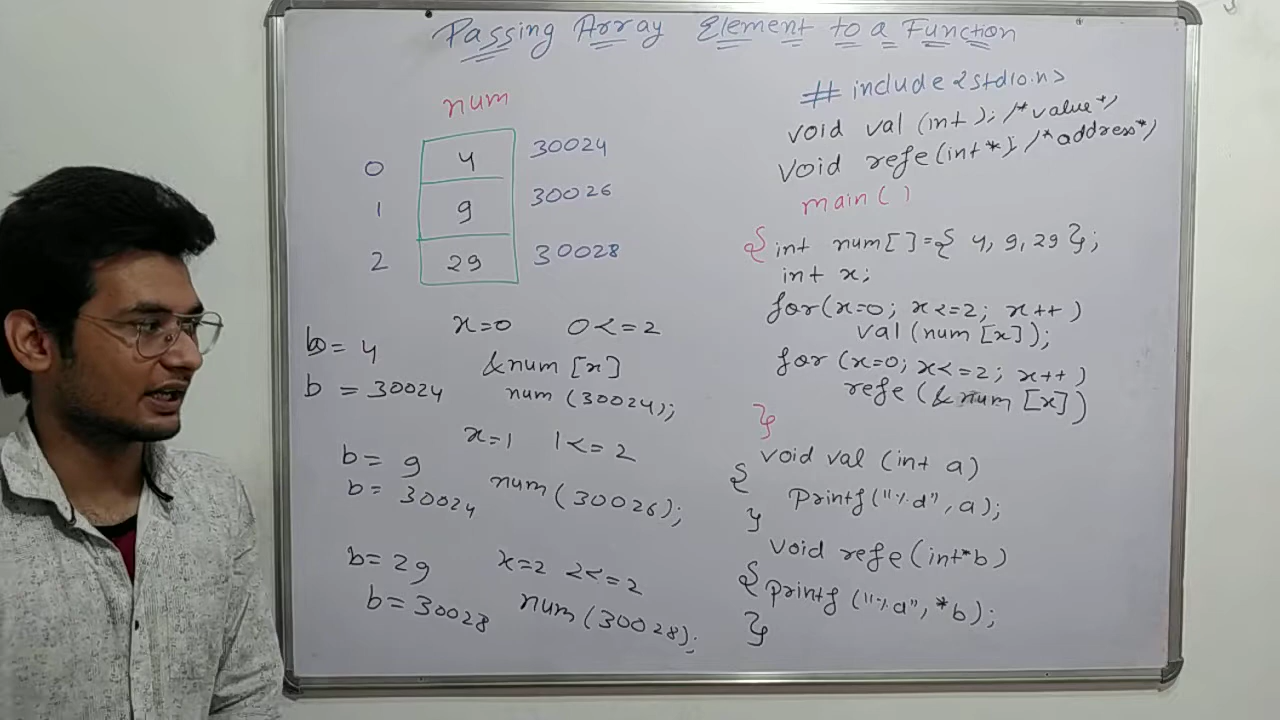 Passing Array Element to a Function
num
0 4 30024
1 9 30026
2 29 30028
x=0 0<=2
b= 4
&num [x]
b = 30024 num (30024);
x=1 1<=2
b= 9
b= 30024 num (30026);
b= 29 x=2 2<=2
b= 30028 num (30028);
# include <stdio.h>
void val (int); /*value*/
void refe(int*); /*address*/
main( )
{ int num[ ]={ 4, 9, 29 };
int x;
for(x=0; x<=2; x++)
val (num [x]);
for (x=0; x<=2; x++)
refe (&num [x])
}
void val (int a)
{
printf("%d", a);
}
void refe(int*b)
{ printf ("%d", *b);
}